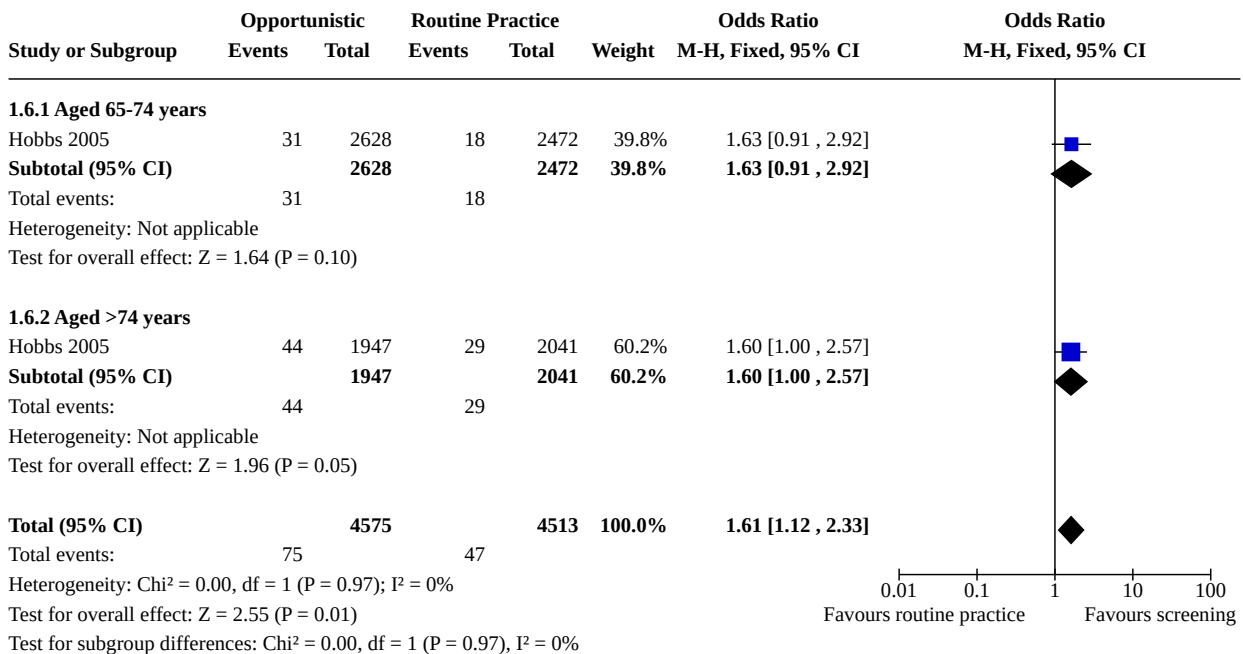 Opportunistic Routine Practice Odds Ratio Odds Ratio
Study or Subgroup Events Total Events Total Weight M-H, Fixed, 95% CI M-H, Fixed, 95% CI
1.6.1 Aged 65-74 years
Hobbs 2005 31 2628 18 2472 39.8% 1.63 [0.91 , 2.92]
Subtotal (95% CI) 2628 2472 39.8% 1.63 [0.91 , 2.92]
Total events: 31 18
Heterogeneity: Not applicable
Test for overall effect: Z = 1.64 (P = 0.10)
1.6.2 Aged >74 years
Hobbs 2005 44 1947 29 2041 60.2% 1.60 [1.00 , 2.57]
Subtotal (95% CI) 1947 2041 60.2% 1.60 [1.00 , 2.57]
Total events: 44 29
Heterogeneity: Not applicable
Test for overall effect: Z = 1.96 (P = 0.05)
Total (95% CI) 4575 4513 100.0% 1.61 [1.12 , 2.33]
Total events: 75 47
Heterogeneity: Chi² = 0.00, df = 1 (P = 0.97); I² = 0%
0.01 0.1 1 10 100
Test for overall effect: Z = 2.55 (P = 0.01)
Favours routine practice Favours screening
Test for subgroup differences: Chi² = 0.00, df = 1 (P = 0.97), I² = 0%